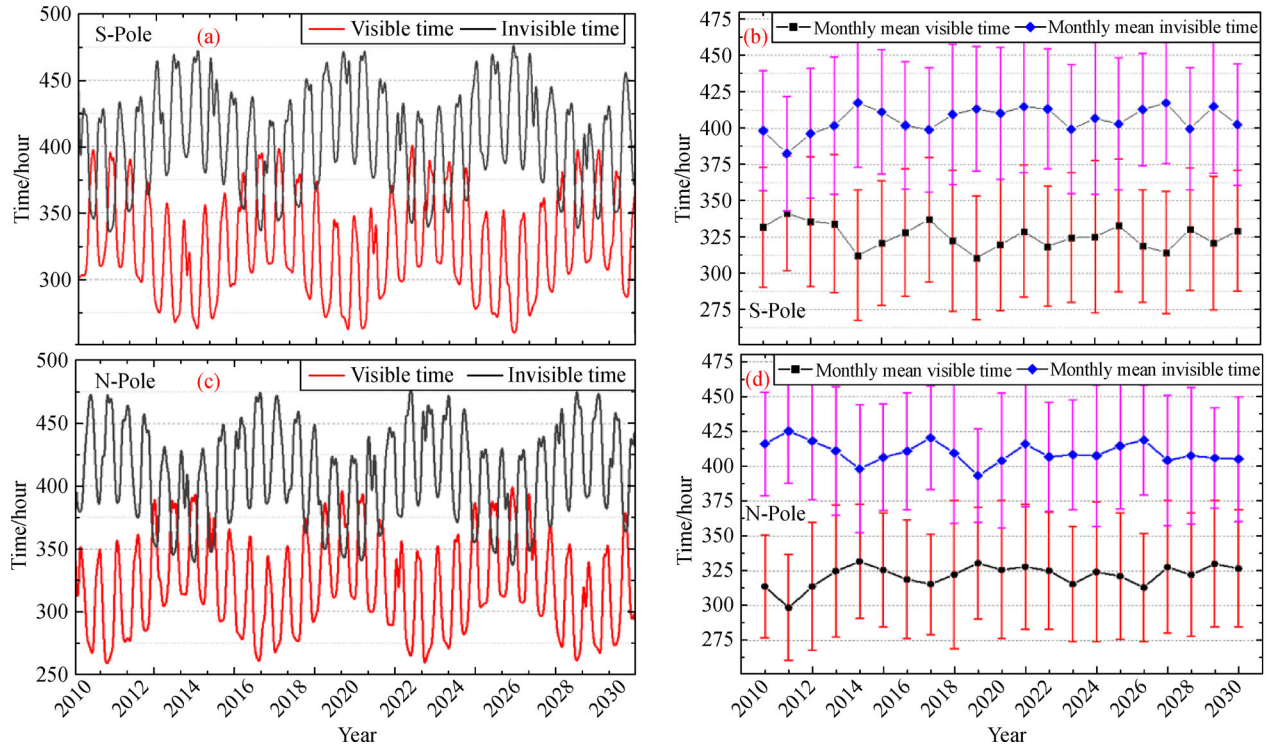 S-Pole
(a)
Visible time
Invisible time
Time/hour
500
450
400
350
300
(b)
Monthly mean visible time
Monthly mean invisible time
Time/hour
475
450
425
400
375
350
325
300
275
S-Pole
N-Pole
(c)
Visible time
Invisible time
Time/hour
500
450
400
350
300
250
2010
2012
2014
2016
2018
2020
2022
2024
2026
2028
2030
Year
(d)
Monthly mean visible time
Monthly mean invisible time
Time/hour
475
450
425
400
375
350
325
300
275
N-Pole
2010
2012
2014
2016
2018
2020
2022
2024
2026
2028
2030
Year